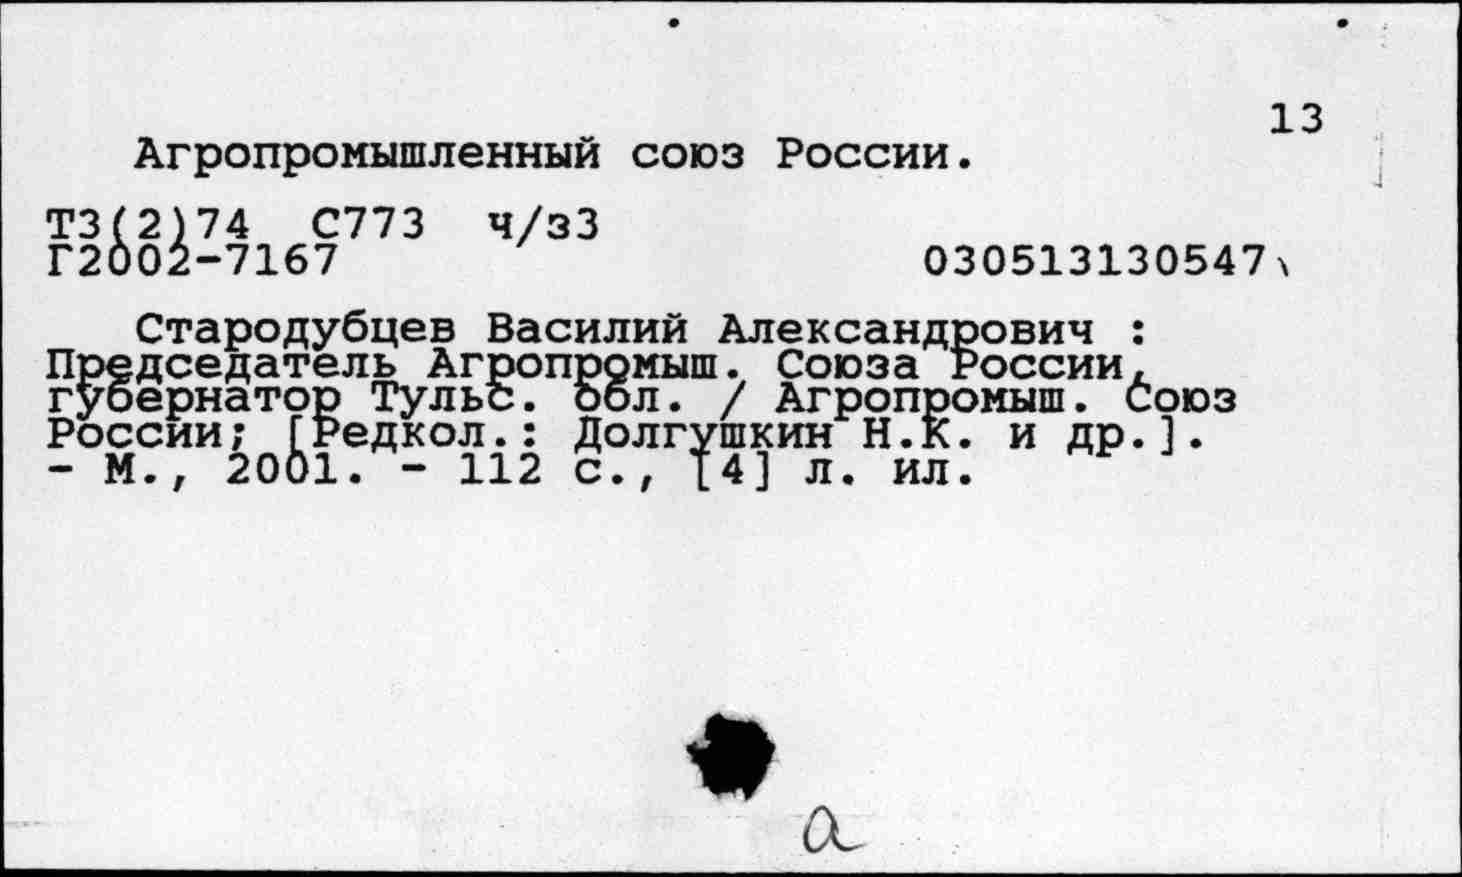 13
Агропромышленный союз России.
Т3(2)74 С773 ч/з3
Г2002-7167 030513130547\
Стародубцев Василий Александрович :
Председатель Агропромыш. Союза России,
губернатор Тульс. обл. / Агропромыш. Союз
России; [Редкол.: Долгушкин Н.К. и др.].
- М., 2001. - 112 с., [4] л. ил.
а